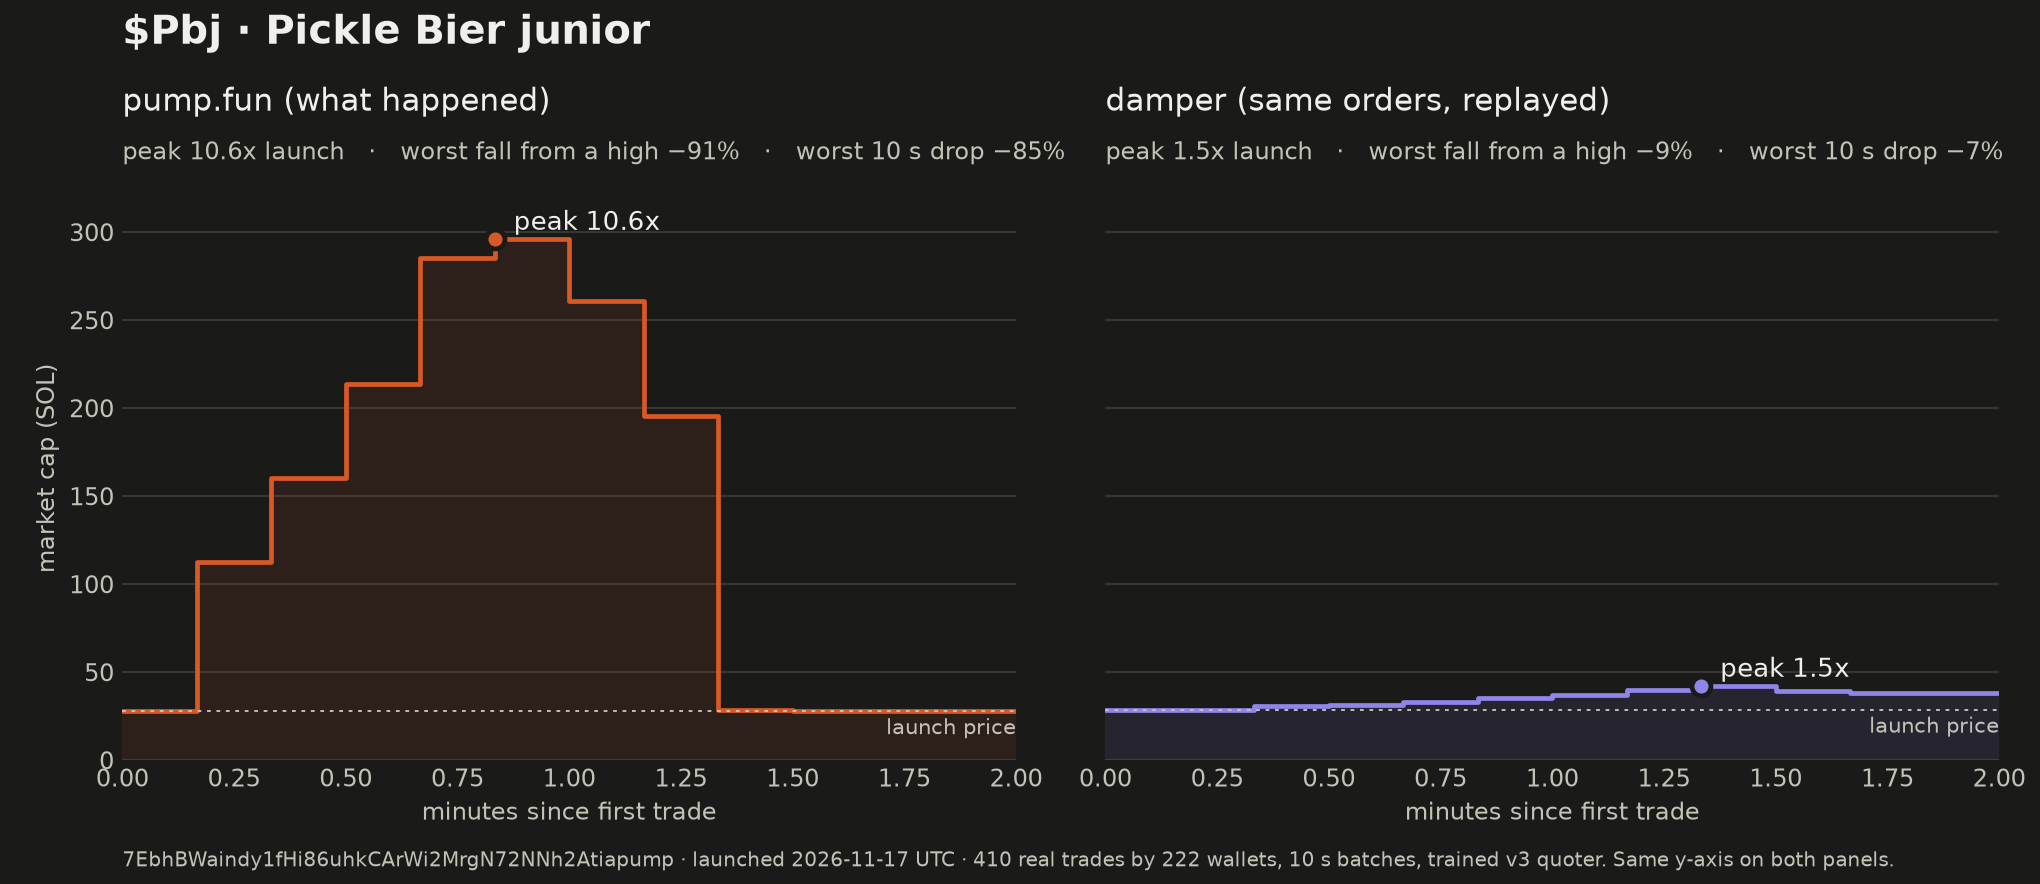 $Pbj · Pickle Bier junior
pump.fun (what happened)
peak 10.6x launch · worst fall from a high −91% · worst 10 s drop −85%
peak 10.6x
300
250
200
150
100
50
0
market cap (SOL)
launch price
0.00 0.25 0.50 0.75 1.00 1.25 1.50 1.75 2.00
minutes since first trade
damper (same orders, replayed)
peak 1.5x launch · worst fall from a high −9% · worst 10 s drop −7%
peak 1.5x
launch price
0.00 0.25 0.50 0.75 1.00 1.25 1.50 1.75 2.00
minutes since first trade
7EbhBWaindy1fHi86uhkCArWi2MrgN72NNh2Atiapump · launched 2026-11-17 UTC · 410 real trades by 222 wallets, 10 s batches, trained v3 quoter. Same y-axis on both panels.